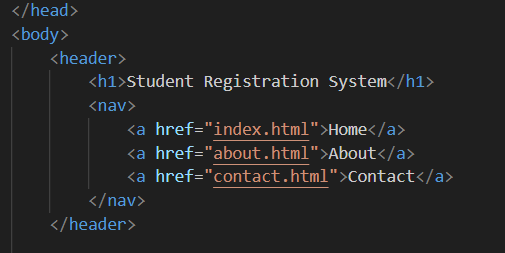 </head>
<body>
<header>
<h1>Student Registration System</h1>
<nav>
<a href="index.html">Home</a>
<a href="about.html">About</a>
<a href="contact.html">Contact</a>
</nav>
</header>